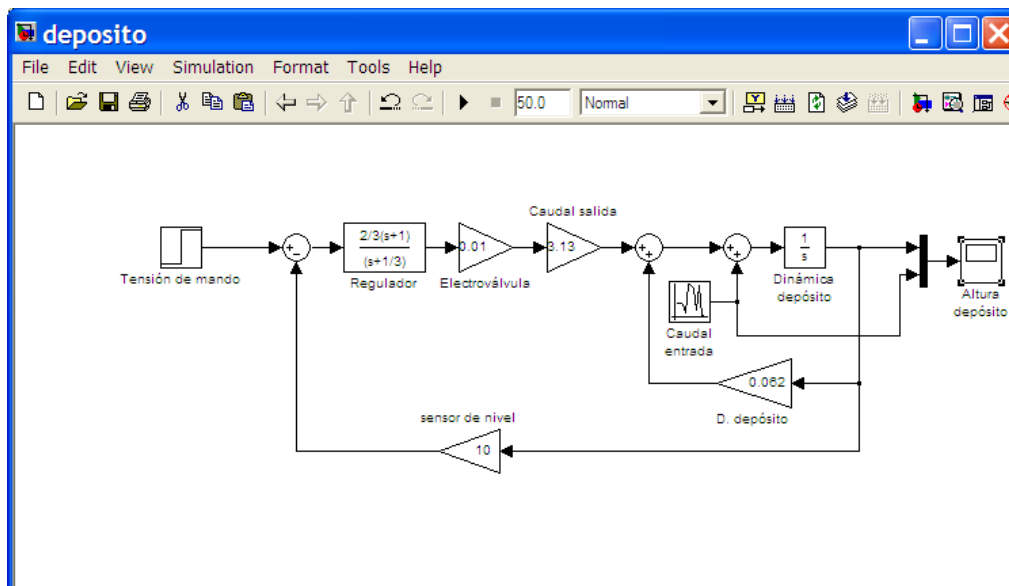 deposito
File Edit View Simulation Format Tools Help
50.0 Normal
Caudal salida
2/3(s+1)
(s+1/3)
0.01
3.13
1
s
Tensión de mando
Regulador
Electroválvula
Dinámica
depósito
Altura
depósito
Caudal
entrada
0.062
D. depósito
sensor de nivel
10